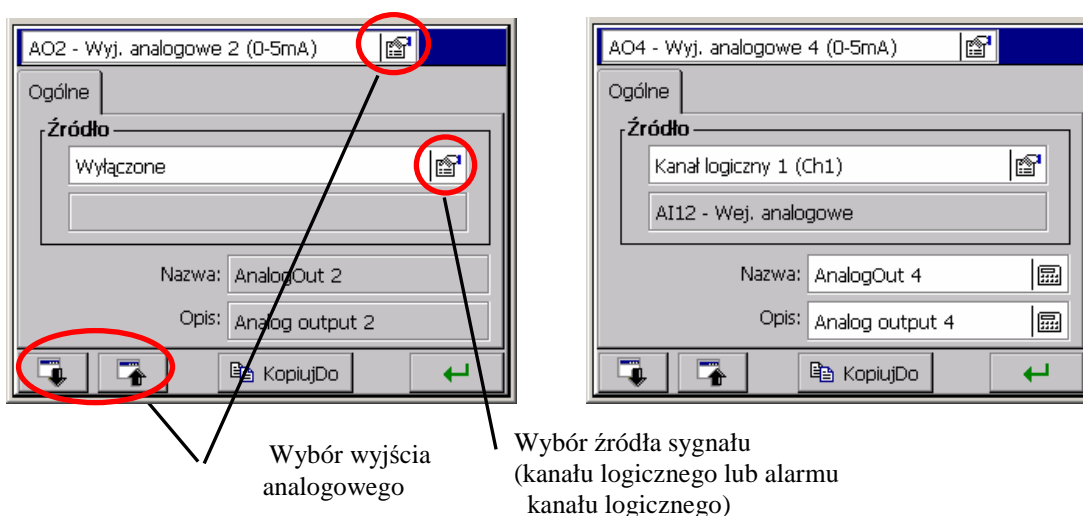 AO2 - Wyj. analogowe 2 (0-5mA)
Ogólne
Źródło
Wyłączone
Nazwa: AnalogOut 2
Opis: Analog output 2
KopiujDo
AO4 - Wyj. analogowe 4 (0-5mA)
Ogólne
Źródło
Kanał logiczny 1 (Ch1)
AI12 - Wej. analogowe
Nazwa: AnalogOut 4
Opis: Analog output 4
KopiujDo
Wybór wyjścia
analogowego
Wybór źródła sygnału
(kanału logicznego lub alarmu
kanału logicznego)